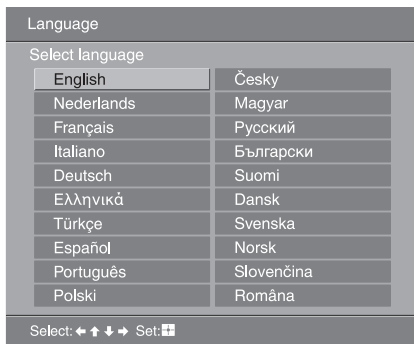 Language
Select language
English Česky
Nederlands Magyar
Français Русский
Italiano Български
Deutsch Suomi
Ελληνικά Dansk
Türkçe Svenska
Español Norsk
Português Slovenčina
Polski Româna
Select: ← ↑ ↓ → Set: